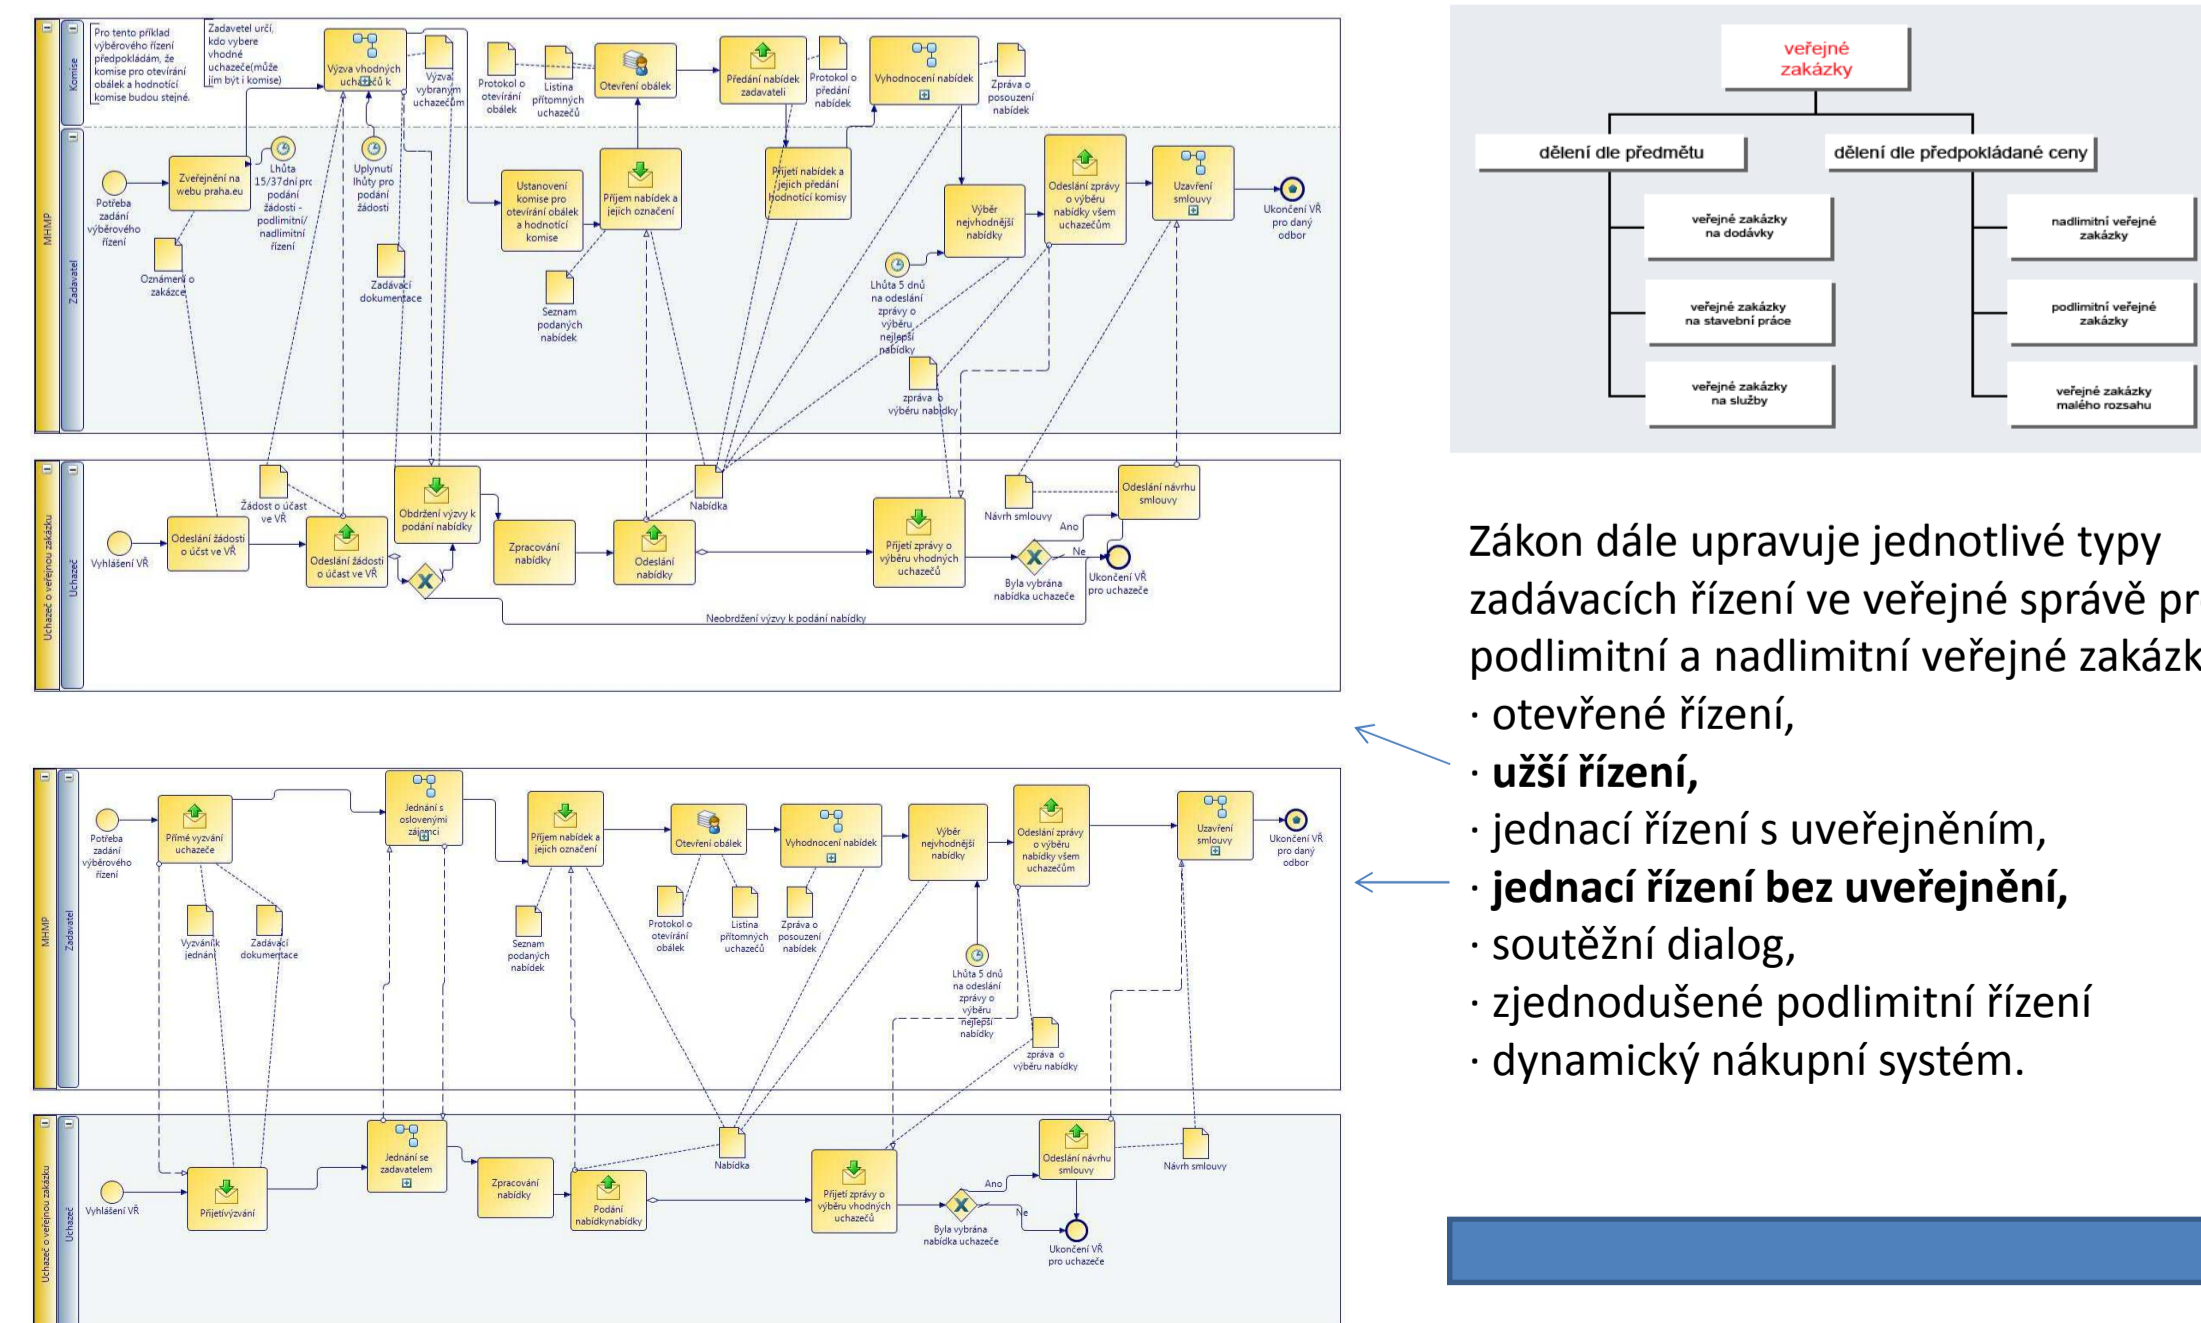 Komise
Pro tento příklad
výběrového řízení
předpokládám, že
komise pro otevírání
obálek a hodnotící
komise budou stejné.
Zadavetel určí,
kdo vybere
vhodné
uchazeče(může
jím být i komise)
Výzva vhodných
uchazečů k
Výzva
vybraným
uchazečům
Protokol o
otevírání
obálek
Listina
přítomných
uchazečů
Otevření obálek
Předání nabídek
zadavateli
Protokol o
předání
nabídek
Vyhodnocení nabídek
Zpráva o
posouzení
nabídek
MHMP
Zadavatel
Potřeba
zadání
výběrového
řízení
Zveřejnění na
webu praha.eu
Lhůta
15/37dní pro
podání
žádosti -
podlimitní/
nadlimitní
řízení
Uplynutí
lhůty pro
podání
žádosti
Oznámení o
zakázce
Zadávací
dokumentace
Ustanovení
komise pro
otevírání obálek
a hodnotící
komise
Příjem nabídek a
jejich označení
Seznam
podaných
nabídek
Přijetí nabídek a
jejich předání
hodnotící komisy
Výběr
nejvhodnější
nabídky
Lhůta 5 dnů
na odeslání
zprávy o
výběru
nejlepší
nabídky
Odeslání zprávy
o výběru
nabídky všem
uchazečům
zpráva o
výběru nabídky
Uzavření
smlouvy
Ukončení VŘ
pro daný
odbor
Uchazeč o veřejnou zakázku
Uchazeč
Vyhlášení VŘ
Odeslání žádosti
o účst ve VŘ
Žádost o účast
ve VŘ
Odeslání žádosti
o účast ve VŘ
Obdržení výzvy k
podání nabídky
Zpracování
nabídky
Odeslání
nabídky
Nabídka
Neobrdžení výzvy k podání nabídky
Přijetí zprávy o
výběru vhodných
uchazečů
Návrh smlouvy
Ano
Ne
Byla vybrána
nabídka uchazeče
Odeslání návrhu
smlouvy
Ukončení VŘ
pro uchazeče
MHMP
Zadavatel
Potřeba
zadání
výběrového
řízení
Přímé vyzvání
uchazeče
Vyzvání k
jednání
Zadávací
dokumentace
Jednání s
oslovenými
zájemci
Příjem nabídek a
jejich označení
Seznam
podaných
nabídek
Otevření obálek
Protokol o
otevírání
obálek
Listina
přítomných
uchazečů
Vyhodnocení nabídek
Zpráva o
posouzení
nabídek
Výběr
nejvhodnější
nabídky
Lhůta 5 dnů
na odeslání
zprávy o
výběru
nejlepší
nabídky
Odeslání zprávy
o výběru
nabídky všem
uchazečům
zpráva o
výběru nabídky
Uzavření
smlouvy
Ukončení VŘ
pro daný
odbor
Uchazeč o veřejnou zakázku
Uchazeč
Vyhlášení VŘ
Přijetívýzvání
Jednání se
zadavatelem
Zpracování
nabídky
Podání
nabídkynabídky
Nabídka
Přijetí zprávy o
výběru vhodných
uchazečů
Ano
Ne
Byla vybrána
nabídka uchazeče
Odeslání návrhu
smlouvy
Ukončení VŘ
pro uchazeče
Návrh smlouvy
veřejné
zakázky
dělení dle předmětu
dělení dle předpokládané ceny
veřejné zakázky
na dodávky
veřejné zakázky
na stavební práce
veřejné zakázky
na služby
nadlimitní veřejné
zakázky
podlimitní veřejné
zakázky
veřejné zakázky
malého rozsahu
Zákon dále upravuje jednotlivé typy
zadávacích řízení ve veřejné správě pr
podlimitní a nadlimitní veřejné zakázk
· otevřené řízení,
· užší řízení,
· jednací řízení s uveřejněním,
· jednací řízení bez uveřejnění,
· soutěžní dialog,
· zjednodušené podlimitní řízení
· dynamický nákupní systém.